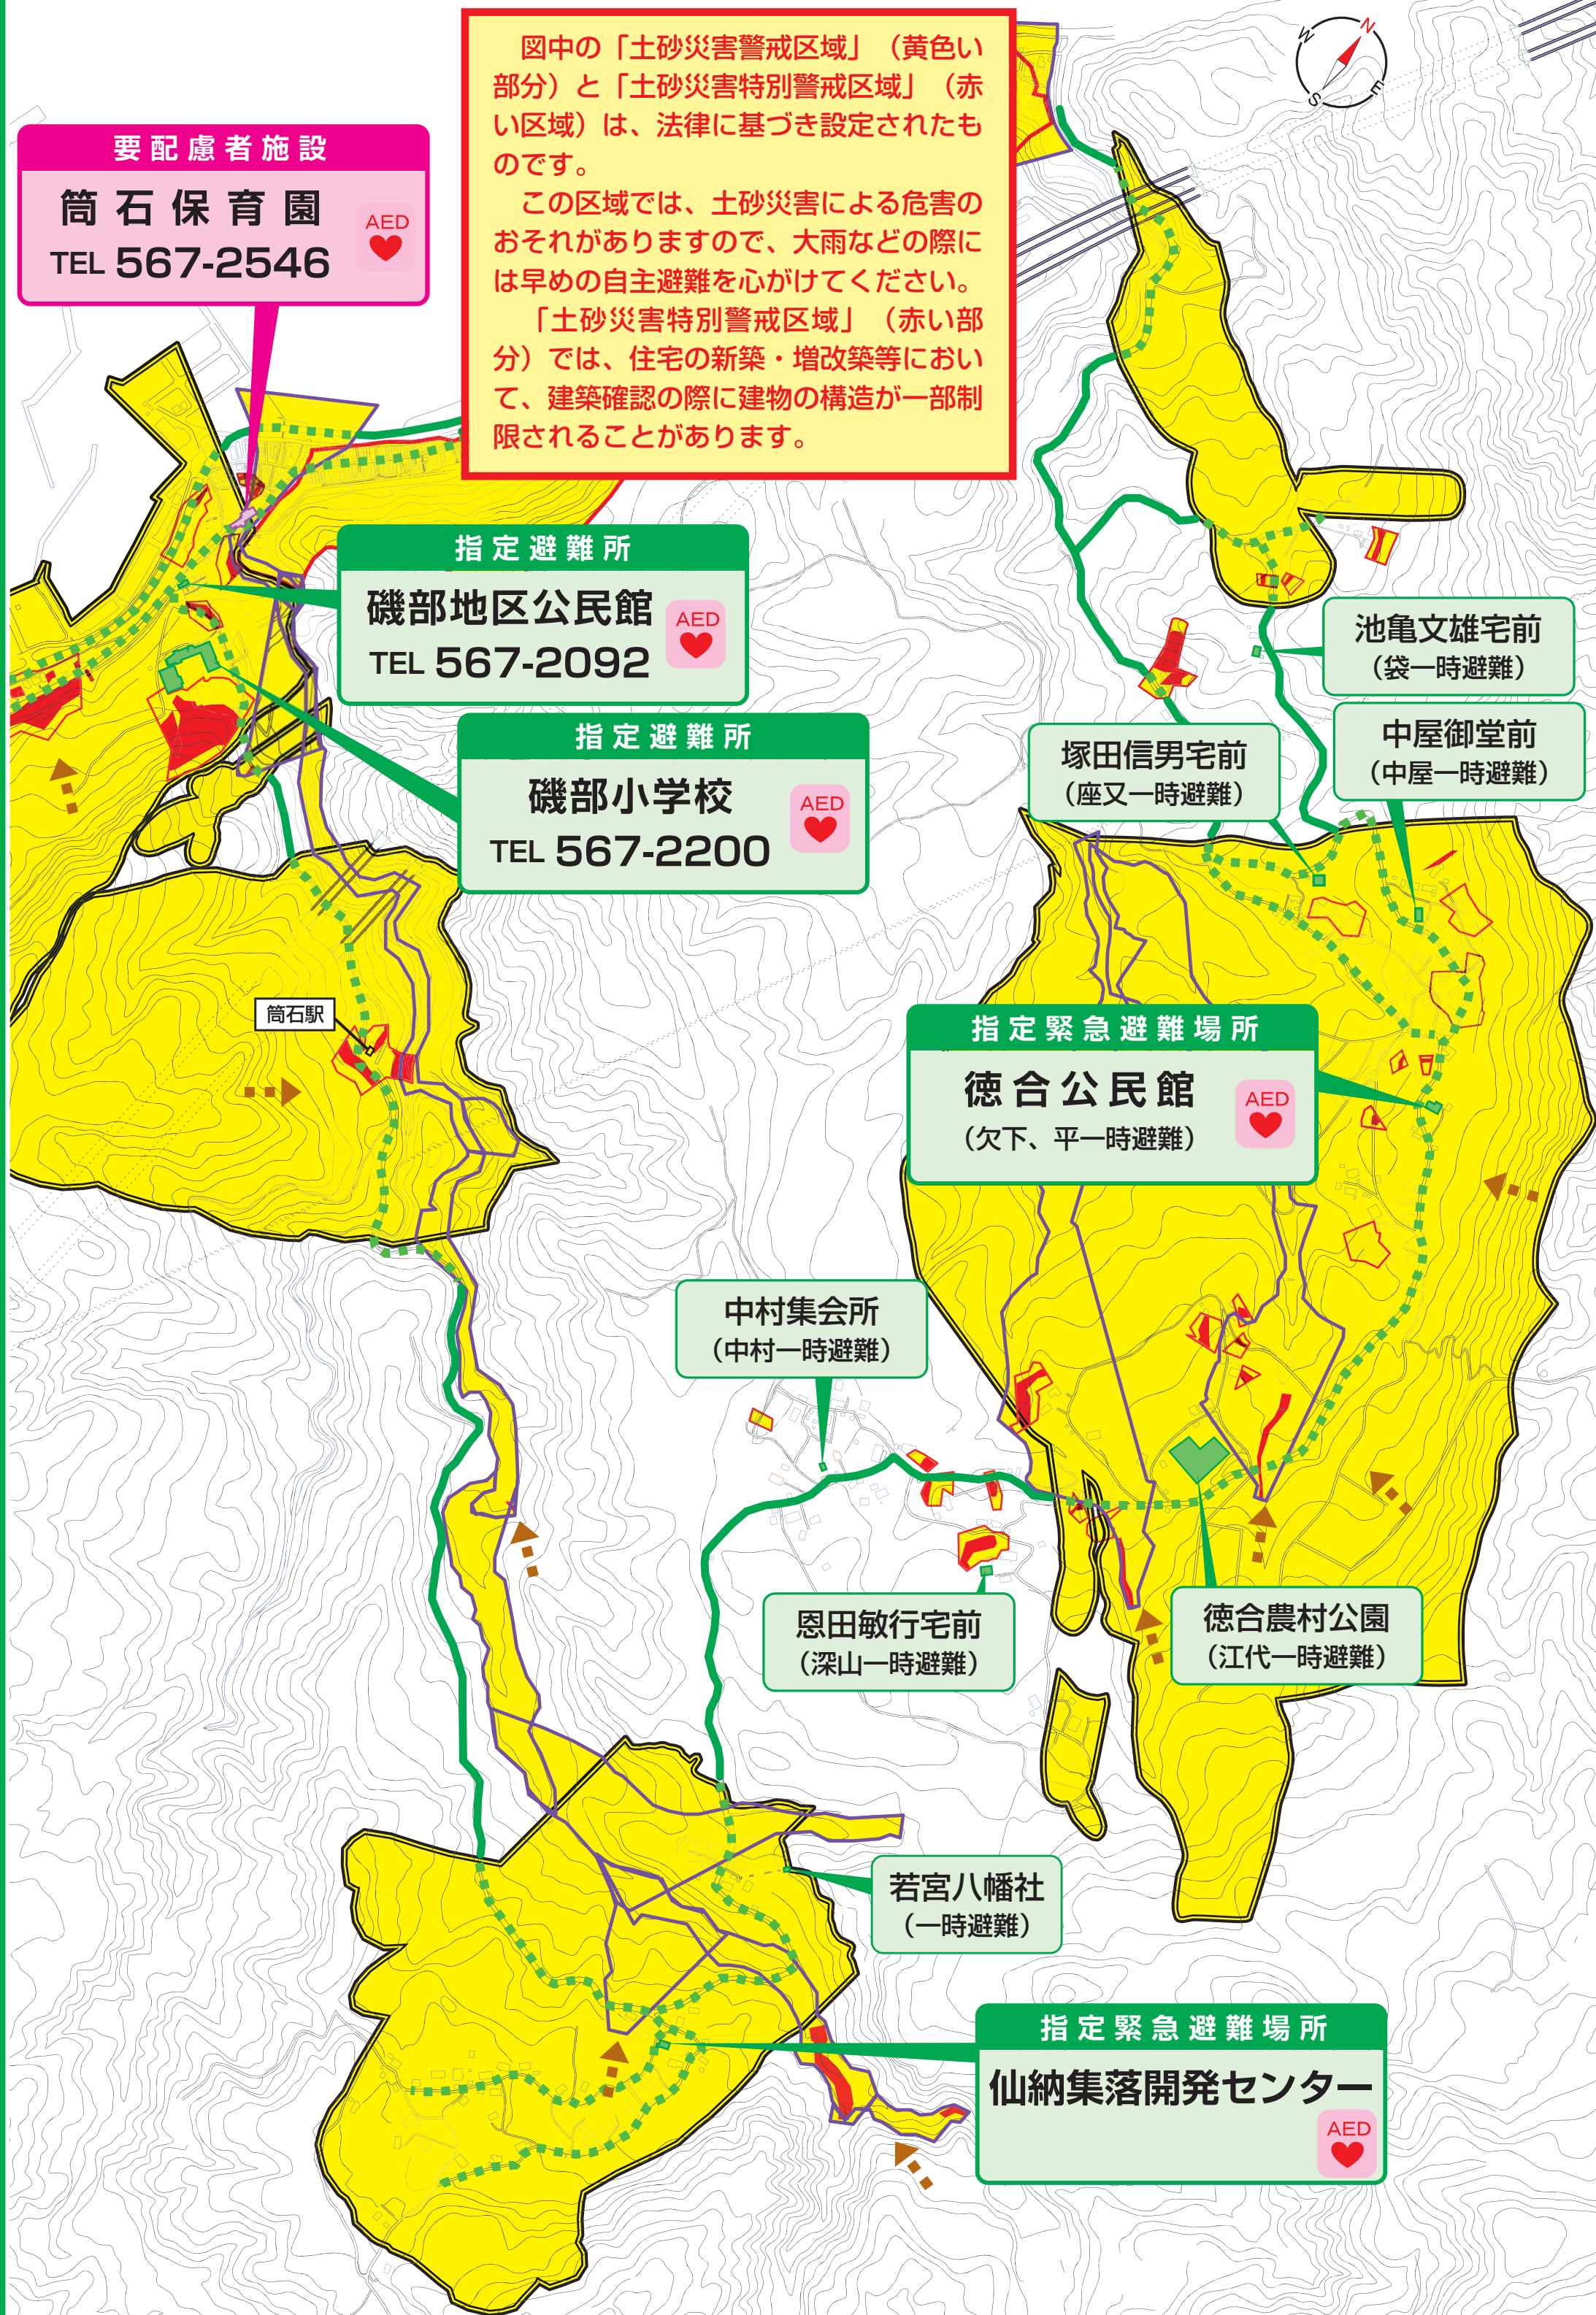 図中の「土砂災害警戒区域」（黄色い
部分）と「土砂災害特別警戒区域」（赤
い区域）は、法律に基づき設定されたも
のです。
この区域では、土砂災害による危害の
おそれがありますので、大雨などの際に
は早めの自主避難を心がけてください。
「土砂災害特別警戒区域」（赤い部
分）では、住宅の新築・増改築等におい
て、建築確認の際に建物の構造が一部制
限されることがあります。
N
W
E
S
要配慮者施設
筒石保育園
TEL 567-2546
AED
指定避難所
磯部地区公民館
TEL 567-2092
AED
指定避難所
磯部小学校
TEL 567-2200
AED
池亀文雄宅前
（袋一時避難）
中屋御堂前
（中屋一時避難）
塚田信男宅前
（座又一時避難）
筒石駅
指定緊急避難場所
徳合公民館
（欠下、平一時避難）
AED
中村集会所
（中村一時避難）
恩田敏行宅前
（深山一時避難）
徳合農村公園
（江代一時避難）
若宮八幡社
（一時避難）
指定緊急避難場所
仙納集落開発センター
AED